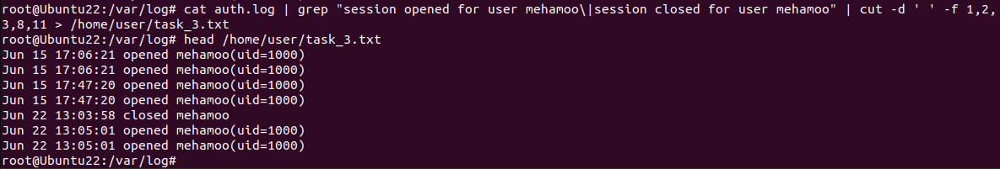 root@Ubuntu22:/var/log# cat auth.log | grep "session opened for user mehamoo\|session closed for user mehamoo" | cut -d ' ' -f 1,2,
3,8,11 > /home/user/task_3.txt
root@Ubuntu22:/var/log# head /home/user/task_3.txt
Jun 15 17:06:21 opened mehamoo(uid=1000)
Jun 15 17:06:21 opened mehamoo(uid=1000)
Jun 15 17:47:20 opened mehamoo(uid=1000)
Jun 15 17:47:20 opened mehamoo(uid=1000)
Jun 22 13:03:58 closed mehamoo
Jun 22 13:05:01 opened mehamoo(uid=1000)
Jun 22 13:05:01 opened mehamoo(uid=1000)
root@Ubuntu22:/var/log#